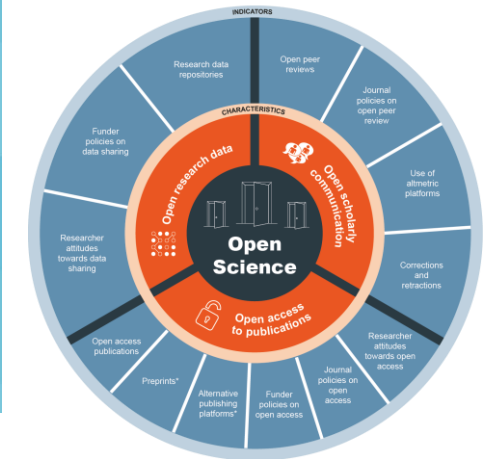 INDICATORS
Research data
repositories
Open peer
reviews
Journal
policies on
open peer
review
Funder
policies on
data sharing
CHARACTERISTICS
Open research data
Open scholarly
communication
Use of
altmetric
platforms
Researcher
attitudes
towards data
sharing
Open
Science
Corrections
and
retractions
Open access
to publications
Open access
publications
Researcher
attitudes
towards open
access
Preprints*
Alternative
publishing
platforms*
Funder
policies on
open access
Journal
policies on
open
access